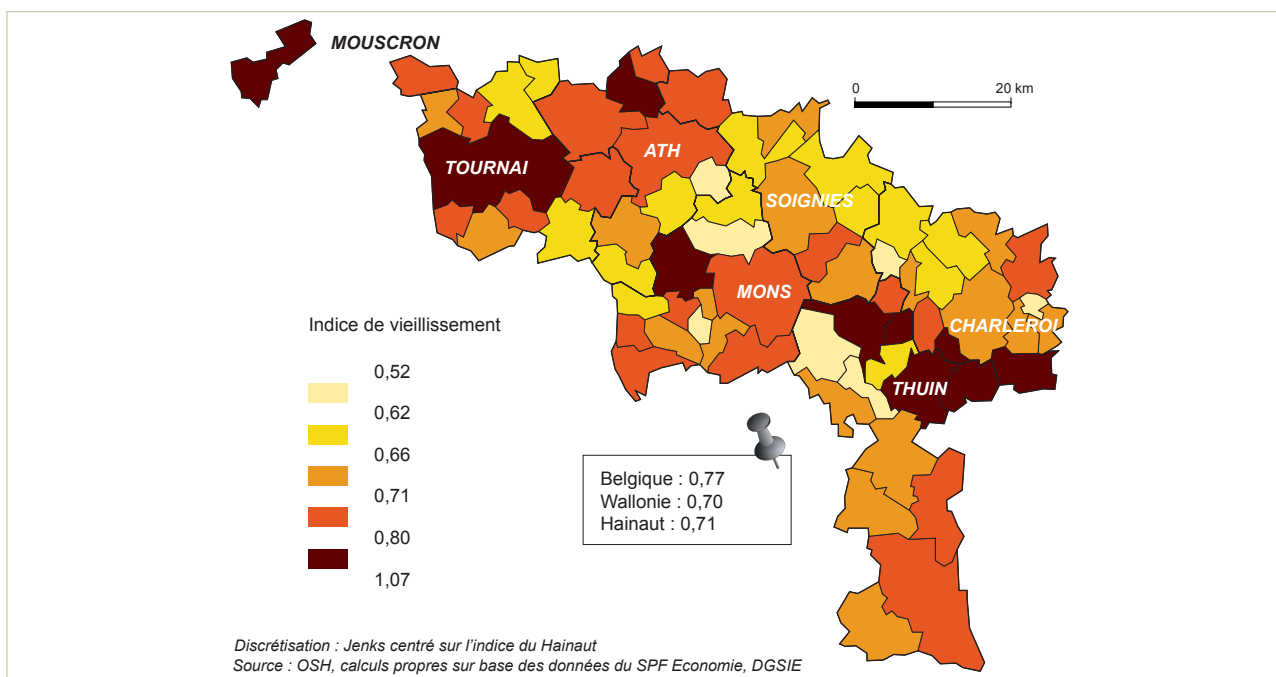 MOUSCRON
0 20 km
TOURNAI
ATH
SOIGNIES
MONS
CHARLEROI
THUIN
Indice de vieillissement
0,52
0,62
0,66
0,71
0,80
1,07
Belgique : 0,77
Wallonie : 0,70
Hainaut : 0,71
Discrétisation : Jenks centré sur l'indice du Hainaut
Source : OSH, calculs propres sur base des données du SPF Economie, DGSIE